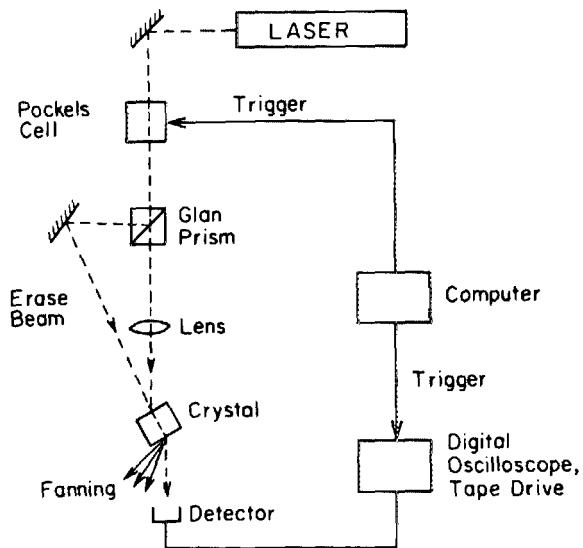 LASER
Trigger
Pockels
Cell
Glan
Prism
Erase
Beam
Lens
Computer
Trigger
Crystal
Fanning
Digital
Oscilloscope,
Tape Drive
Detector